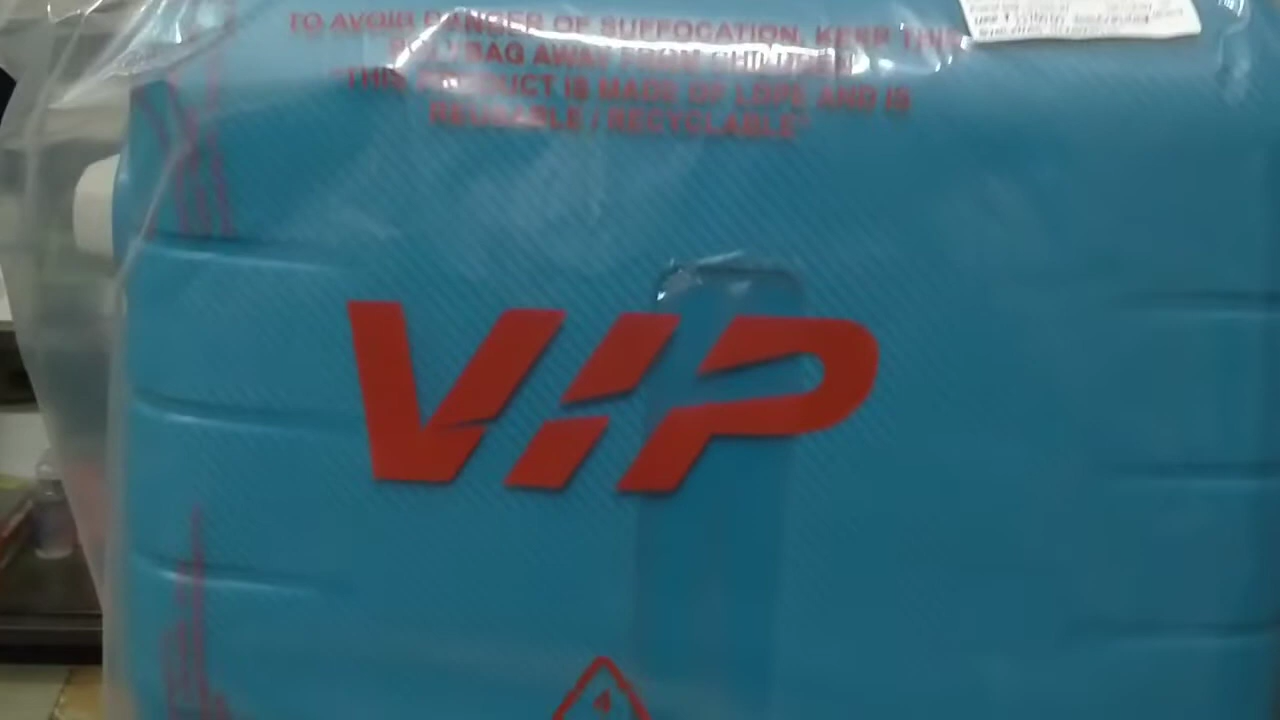 TO AVOID DANGER OF SUFFOCATION, KEEP THIS
POLYBAG AWAY FROM CHILDREN
"THIS PRODUCT IS MADE OF LDPE AND IS
REUSABLE / RECYCLABLE"
VIP
4